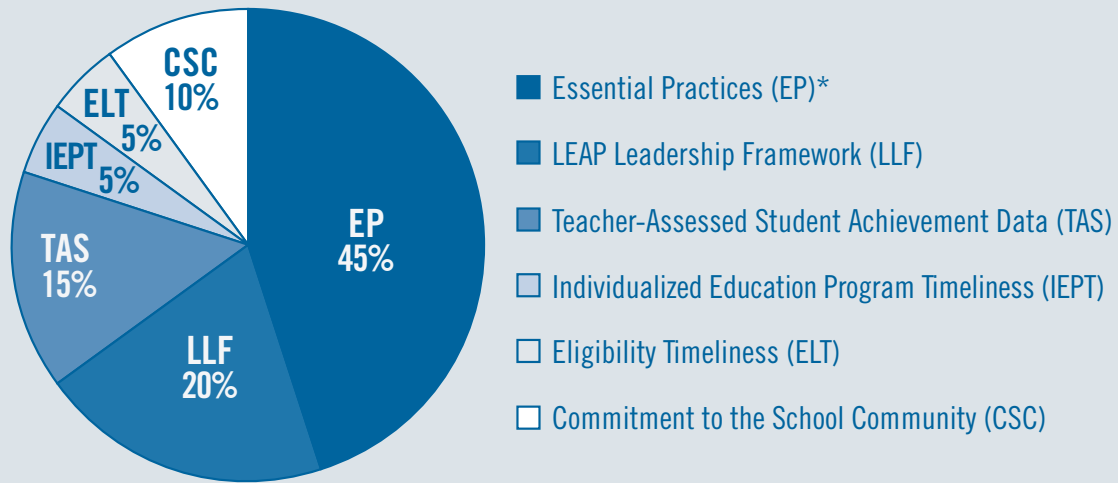 CSC
10%
ELT
5%
IEPT
5%
TAS
15%
LLF
20%
EP
45%
Essential Practices (EP)*
LEAP Leadership Framework (LLF)
Teacher-Assessed Student Achievement Data (TAS)
Individualized Education Program Timeliness (IEPT)
Eligibility Timeliness (ELT)
Commitment to the School Community (CSC)